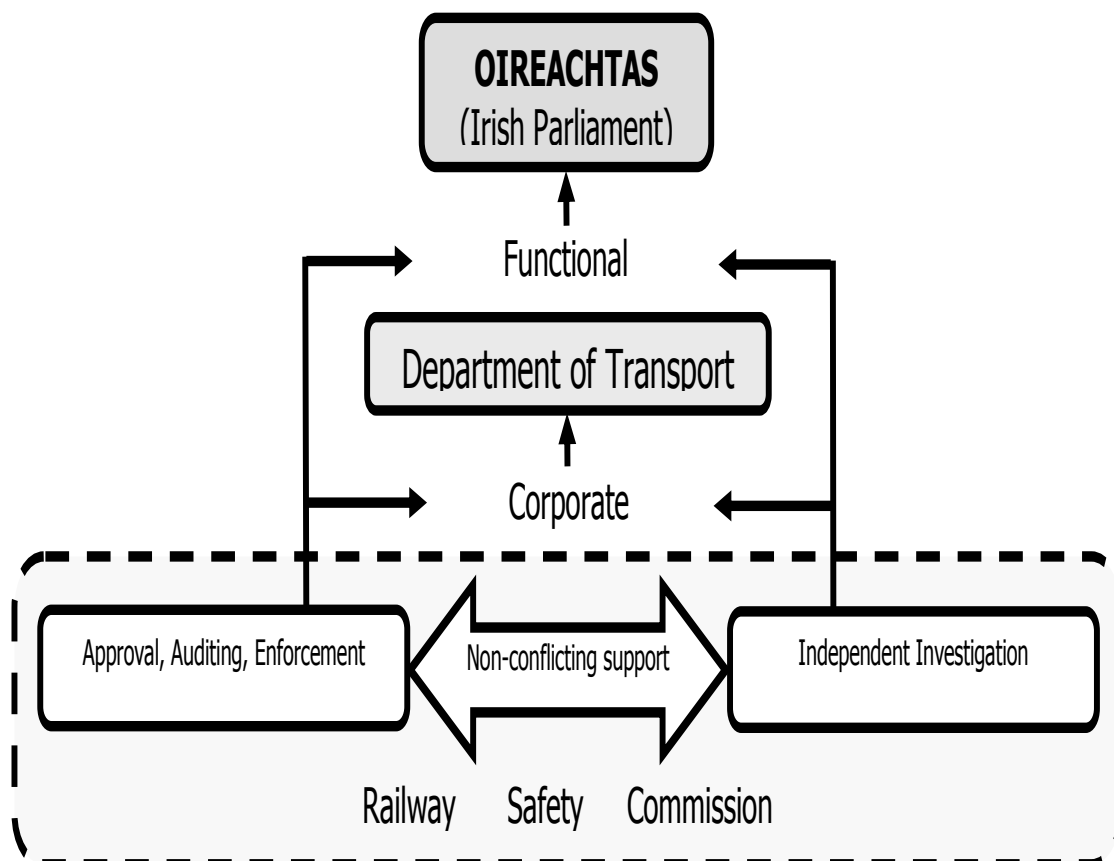 OIREACHTAS
(Irish Parliament)
Functional
Department of Transport
Corporate
Approval, Auditing, Enforcement
Non-conflicting support
Independent Investigation
Railway Safety Commission